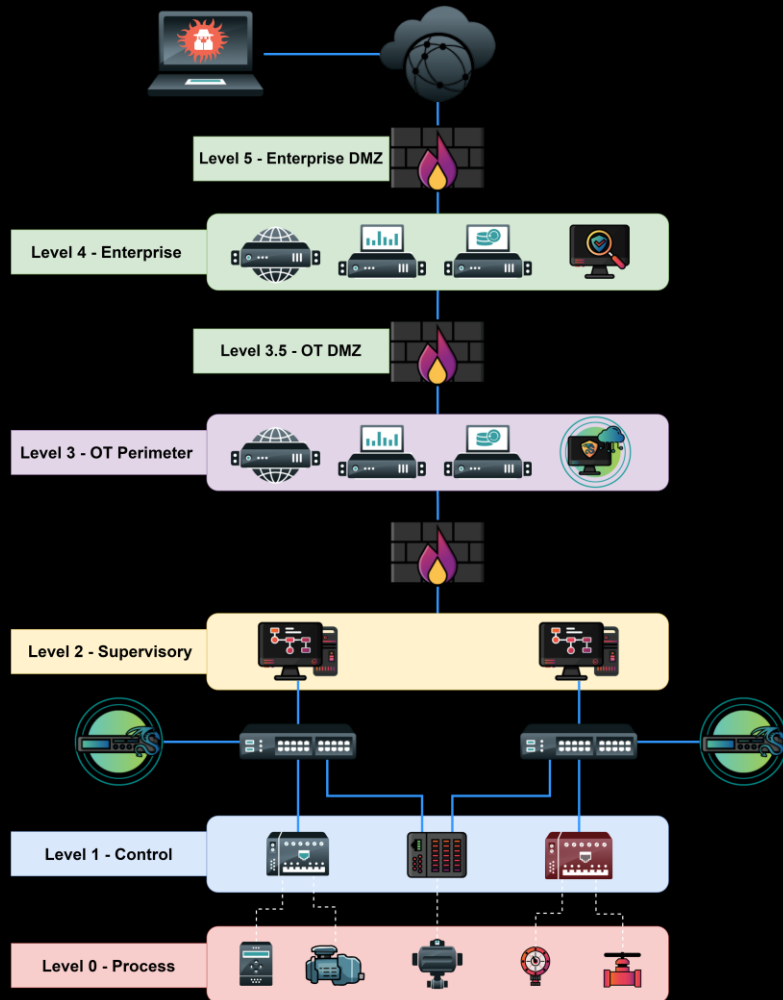 Level 5 - Enterprise DMZ
Level 4 - Enterprise
Level 3.5 - OT DMZ
Level 3 - OT Perimeter
Level 2 - Supervisory
Level 1 - Control
Level 0 - Process